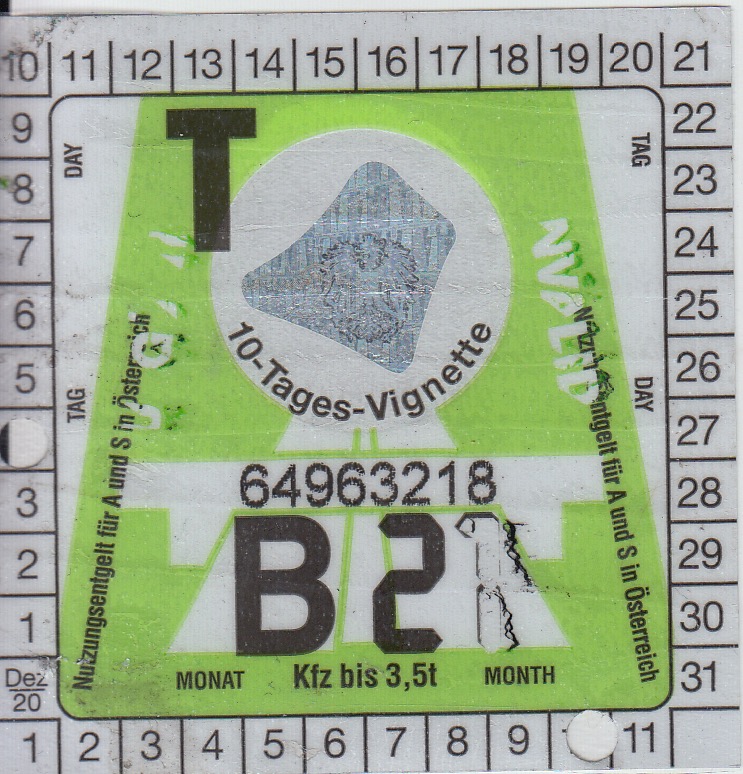 10 11 12 13 14 15 16 17 18 19 20 21
9 22
8 23
7 24
6 25
5 26
27
3 28
2 29
1 30
Dez
20
31
1 2 3 4 5 6 7 8 9 11
DAY
TAG
T
10-Tages-Vignette
TAG
DAY
Nutzungsentgelt für A und S in Österreich
64963218
B 2
MONAT Kfz bis 3,5t MONTH